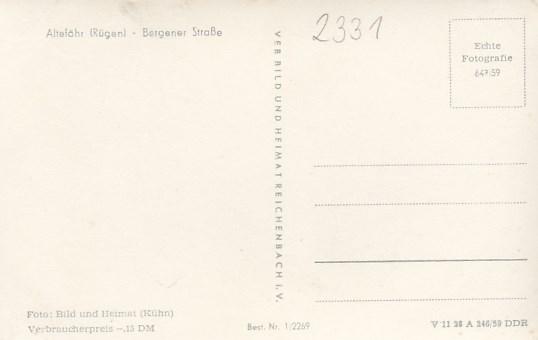 Altefähr (Rügen) - Bergener Straße
2331
Echte
Fotografie
647/59
VEB BILD UND HEIMAT REICHENBACH I. V.
Foto: Bild und Heimat (Kühn)
Verbraucherpreis –.15 DM
Best. Nr. 1/2269
V 11 28 A 246/59 DDR